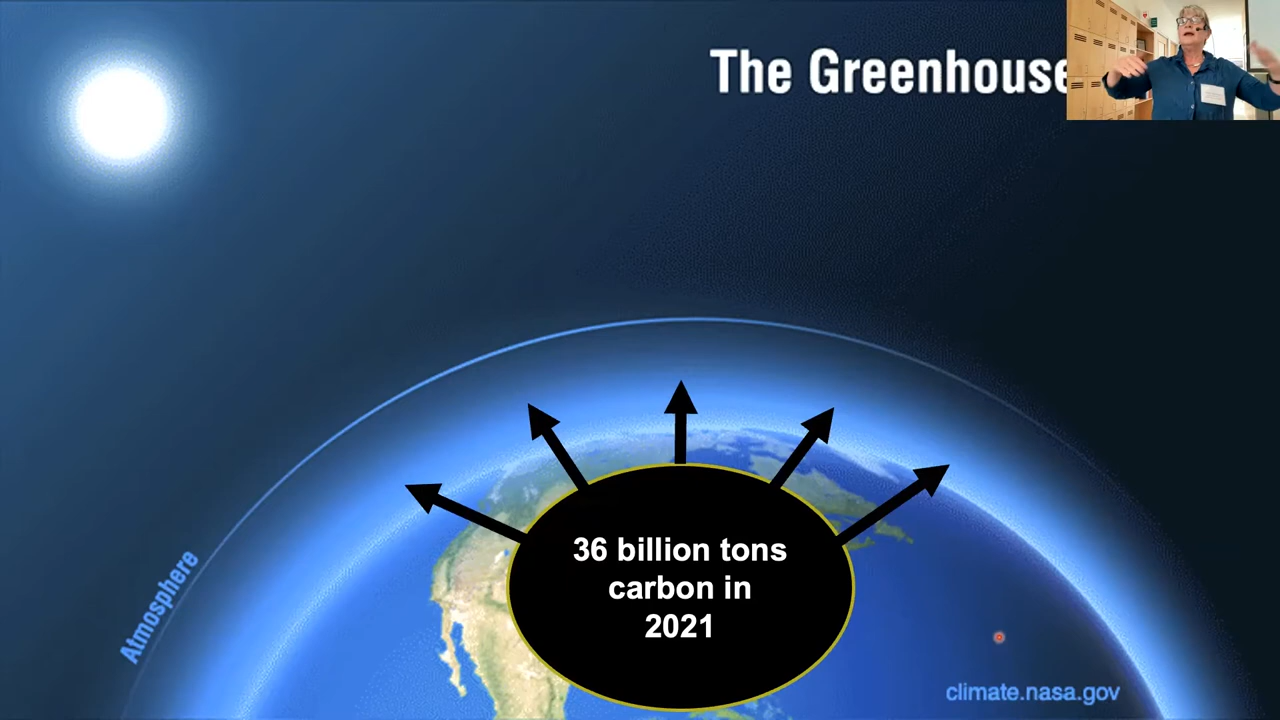 The Greenhouse
Atmosphere
36 billion tons
carbon in
2021
climate.nasa.gov